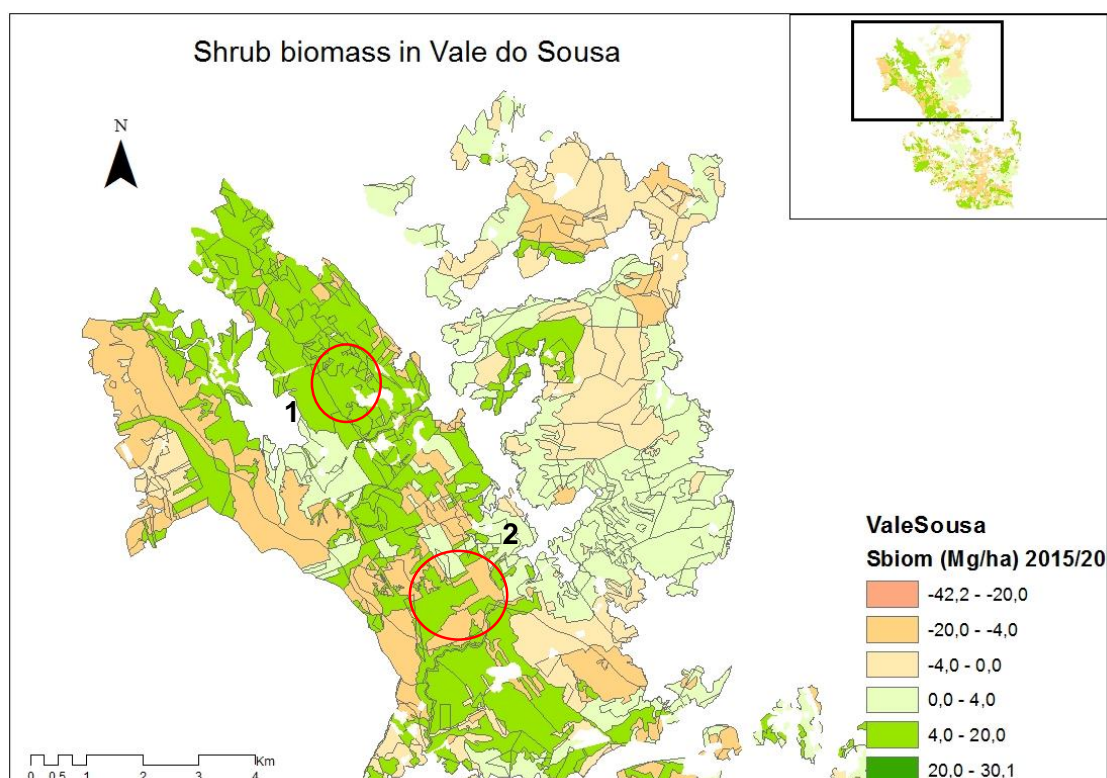 Shrub biomass in Vale do Sousa
N
1
2
ValeSousa
Sbiom (Mg/ha) 2015/20
-42,2 - -20,0
-20,0 - -4,0
-4,0 - 0,0
0,0 - 4,0
4,0 - 20,0
20,0 - 30,1
Km
0 0,5 1 2 3 4